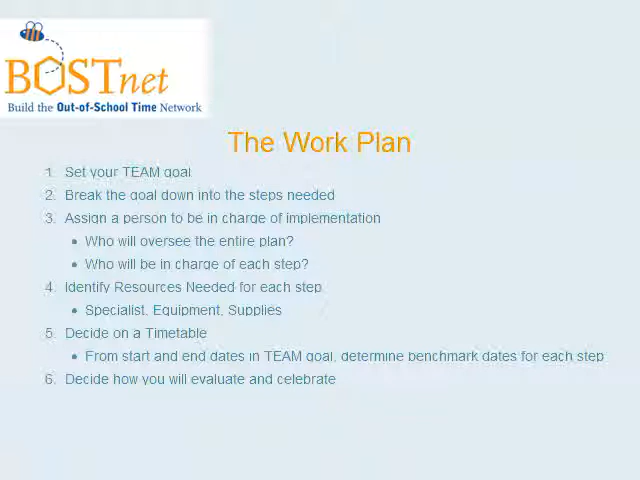 BOSTnet
Build the Out-of-School Time Network
The Work Plan
1. Set your TEAM goal
2. Break the goal down into the steps needed
3. Assign a person to be in charge of implementation
• Who will oversee the entire plan?
• Who will be in charge of each step?
4. Identify Resources Needed for each step
• Specialist, Equipment, Supplies
5. Decide on a Timetable
• From start and end dates in TEAM goal, determine benchmark dates for each step
6. Decide how you will evaluate and celebrate